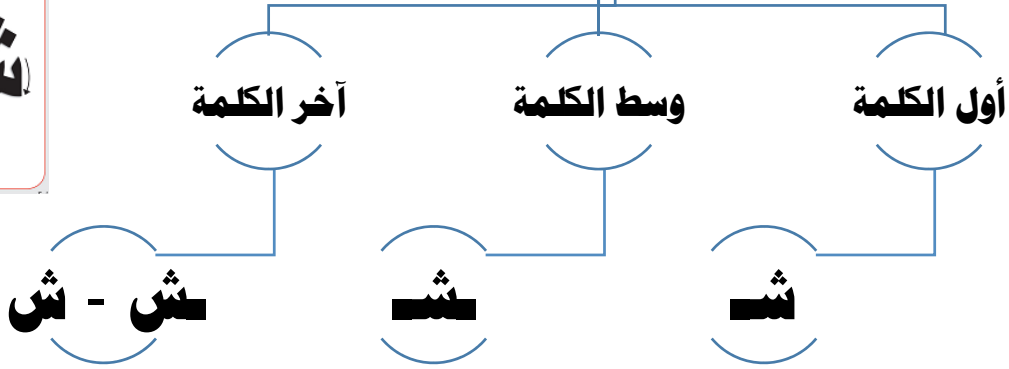 أول الكلمة
وسط الكلمة
آخر الكلمة
شـ
ـشـ
ـش - ش